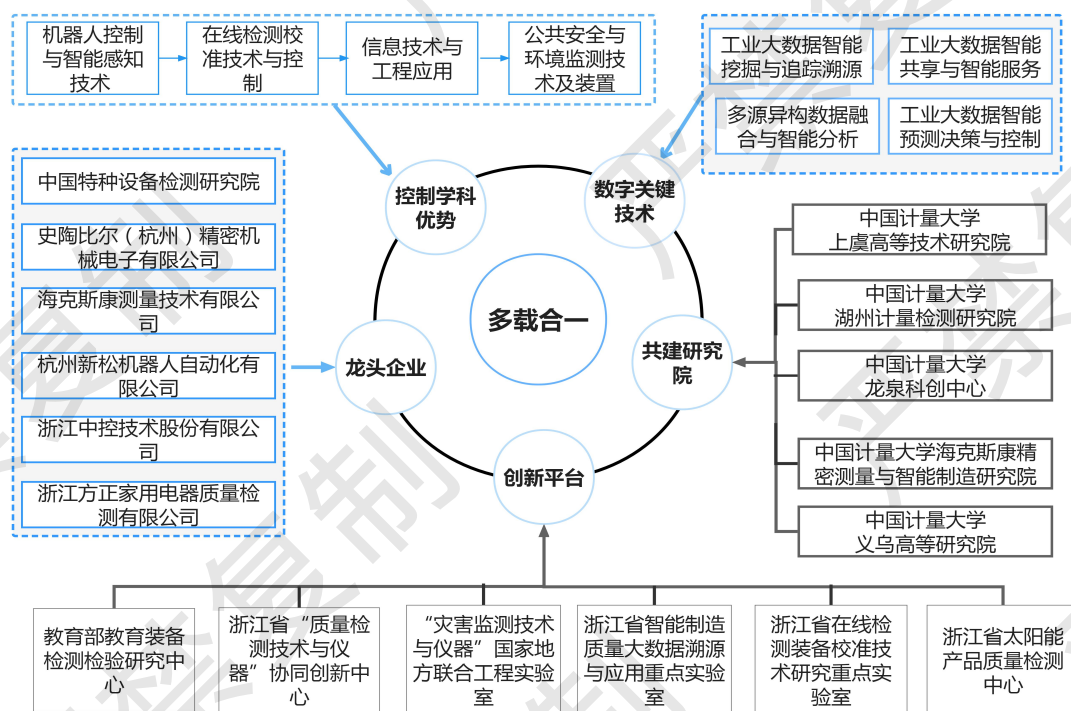 机器人控制
与智能感知
技术
在线检测校
准技术与控
制
信息技术与
工程应用
公共安全与
环境监测技
术及装置
工业大数据智能
挖掘与追踪溯源
工业大数据智能
共享与智能服务
多源异构数据融
合与智能分析
工业大数据智能
预测决策与控制
中国特种设备检测研究院
史陶比尔（杭州）精密机
械电子有限公司
海克斯康测量技术有限公
司
杭州新松机器人自动化有
限公司
浙江中控技术股份有限公
司
浙江方正家用电器质量检
测有限公司
控制学科
优势
数字关键
技术
多载合一
龙头企业
共建研究
院
创新平台
中国计量大学
上虞高等技术研究院
中国计量大学
湖州计量检测研究院
中国计量大学
龙泉科创中心
中国计量大学海克斯康精
密测量与智能制造研究院
中国计量大学
义乌高等研究院
教育部教育装备
检测检验研究中
心
浙江省“质量检
测技术与仪
器”协同创新中
心
“灾害监测技术
与仪器”国家地
方联合工程实验
室
浙江省智能制造
质量大数据溯源
与应用重点实验
室
浙江省在线检
测装备校准技
术研究重点实
验室
浙江省太阳能
产品质量检测
中心
严禁复制